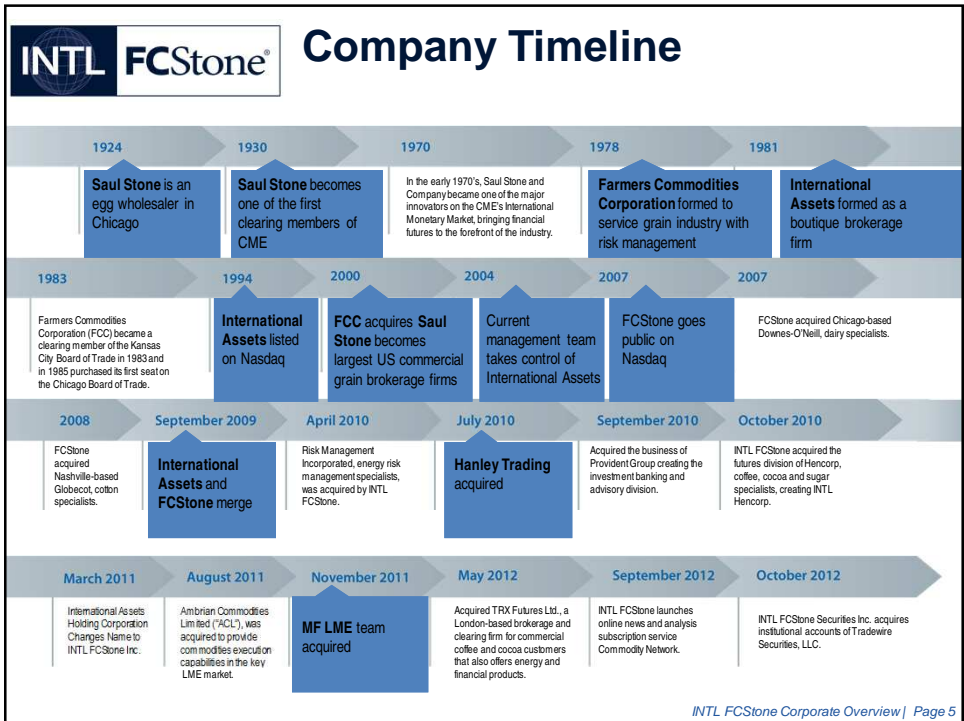 INTL FCStone®
Company Timeline
1924
1930
1970
1978
1981
Saul Stone is an
egg wholesaler in
Chicago
Saul Stone becomes
one of the first
clearing members of
CME
In the early 1970's, Saul Stone and
Company became one of the major
innovators on the CME's International
Monetary Market, bringing financial
futures to the forefront of the industry.
Farmers Commodities
Corporation formed to
service grain industry with
risk management
International
Assets formed as a
boutique brokerage
firm
1983
1994
2000
2004
2007
2007
Farmers Commodities
Corporation (FCC) became a
clearing member of the Kansas
City Board of Trade in 1983 and
in 1985 purchased its first seat on
the Chicago Board of Trade.
International
Assets listed
on Nasdaq
FCC acquires Saul
Stone becomes
largest US commercial
grain brokerage firms
Current
management team
takes control of
International Assets
FCStone goes
public on
Nasdaq
FCStone acquired Chicago-based
Downes-O'Neill, dairy specialists.
2008
September 2009
April 2010
July 2010
September 2010
October 2010
FCStone
acquired
Nashville-based
Globecot, cotton
specialists.
International
Assets and
FCStone merge
Risk Management
Incorporated, energy risk
management specialists,
was acquired by INTL
FCStone.
Hanley Trading
acquired
Acquired the business of
Provident Group creating the
investment banking and
advisory division.
INTL FCStone acquired the
futures division of Hencorp,
coffee, cocoa and sugar
specialists, creating INTL
Hencorp.
March 2011
August 2011
November 2011
May 2012
September 2012
October 2012
International Assets
Holding Corporation
Changes Name to
INTL FCStone Inc.
Ambrian Commodities
Limited ("ACL"), was
acquired to provide
commodities execution
capabilities in the key
LME market.
MF LME team
acquired
Acquired TRX Futures Ltd., a
London-based brokerage and
clearing firm for commercial
coffee and cocoa customers
that also offers energy and
financial products.
INTL FCStone launches
online news and analysis
subscription service
Commodity Network.
INTL FCStone Securities Inc. acquires
institutional accounts of Tradewire
Securities, LLC.
INTL FCStone Corporate Overview | Page 5